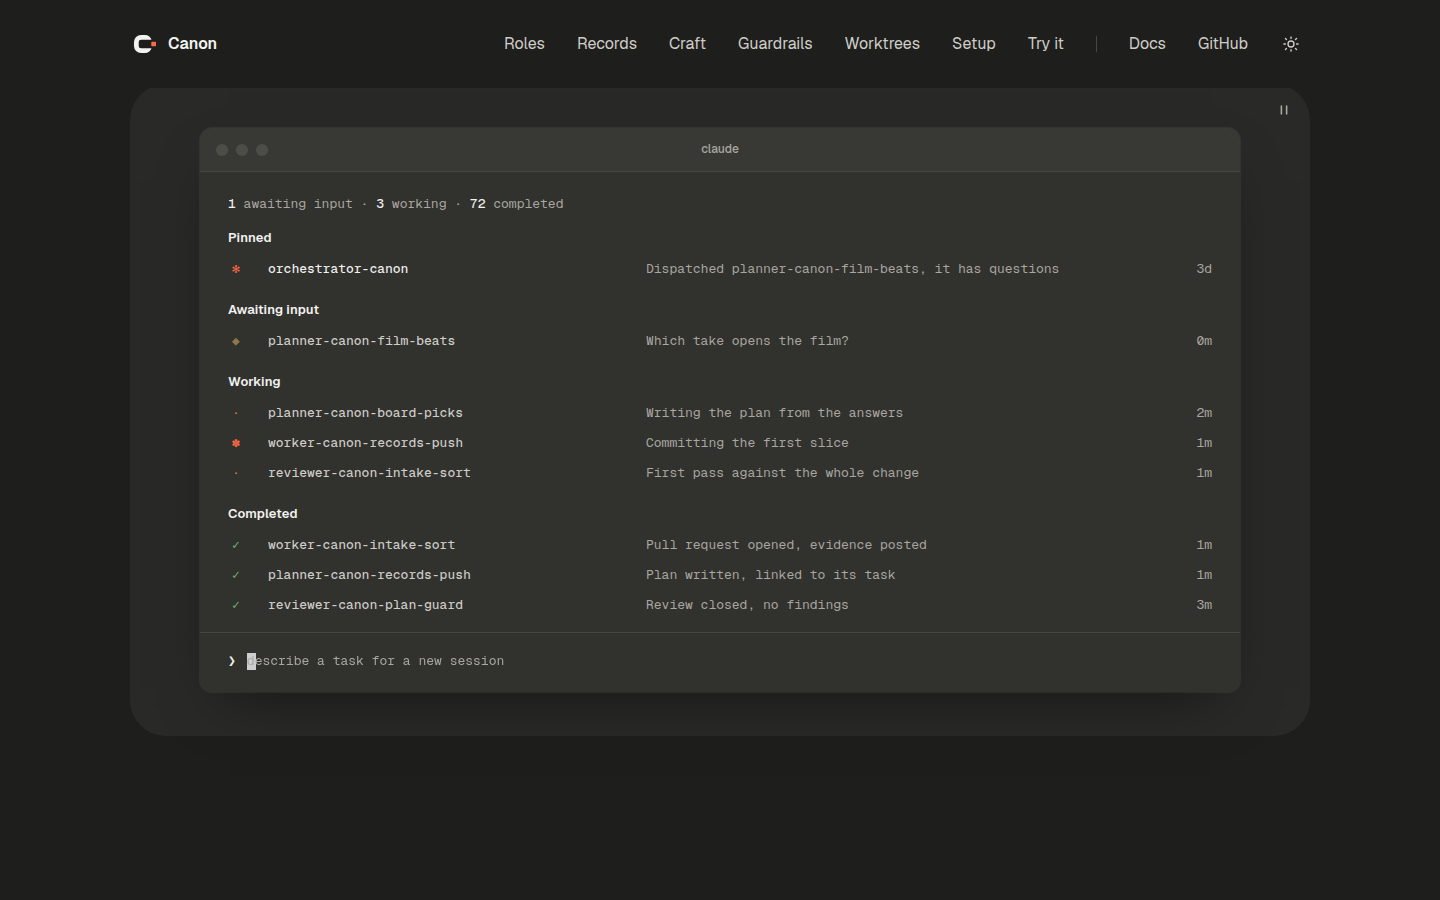 Canon
Roles Records Craft Guardrails Worktrees Setup Try it Docs GitHub
claude
1 awaiting input · 3 working · 72 completed
Pinned
✻ orchestrator-canon Dispatched planner-canon-film-beats, it has questions 3d
Awaiting input
◆ planner-canon-film-beats Which take opens the film? 0m
Working
· planner-canon-board-picks Writing the plan from the answers 2m
✽ worker-canon-records-push Committing the first slice 1m
· reviewer-canon-intake-sort First pass against the whole change 1m
Completed
✓ worker-canon-intake-sort Pull request opened, evidence posted 1m
✓ planner-canon-records-push Plan written, linked to its task 1m
✓ reviewer-canon-plan-guard Review closed, no findings 3m
❯ describe a task for a new session